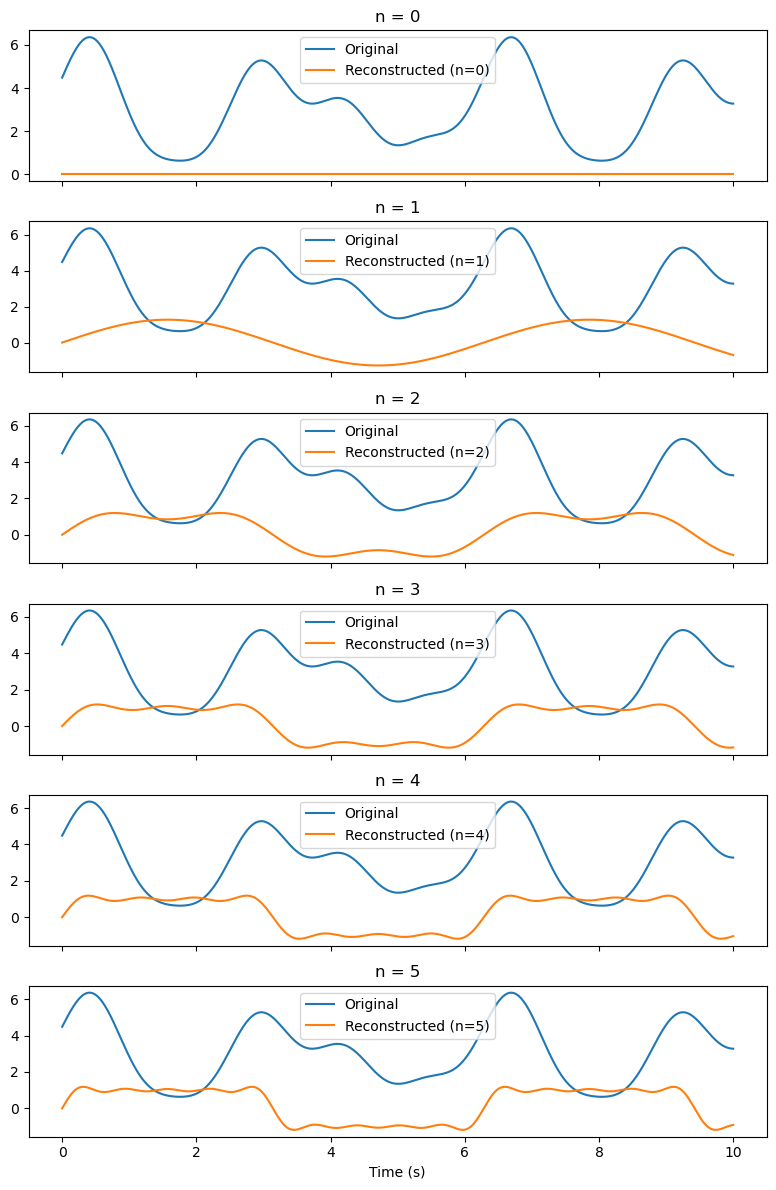 n = 0
6
4
2
0
Original
Reconstructed (n=0)
n = 1
6
4
2
0
Original
Reconstructed (n=1)
n = 2
6
4
2
0
Original
Reconstructed (n=2)
n = 3
6
4
2
0
Original
Reconstructed (n=3)
n = 4
6
4
2
0
Original
Reconstructed (n=4)
n = 5
6
4
2
0
Original
Reconstructed (n=5)
0 2 4 6 8 10
Time (s)